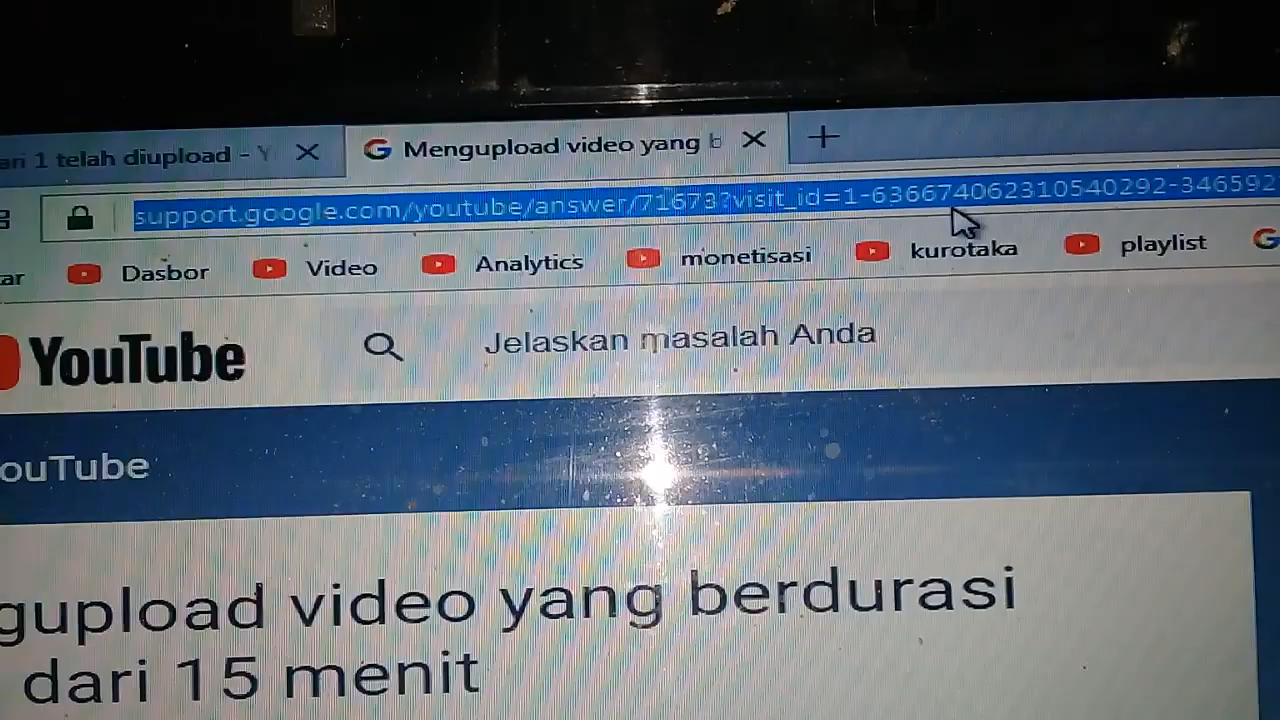 ari 1 telah diupload - Y
Mengupload video yang b
support.google.com/youtube/answer/71673?visit_id=1-636674062310540292-346592
ar Dasbor Video Analytics monetisasi kurotaka playlist
YouTube
Jelaskan masalah Anda
ouTube
gupload video yang berdurasi
dari 15 menit